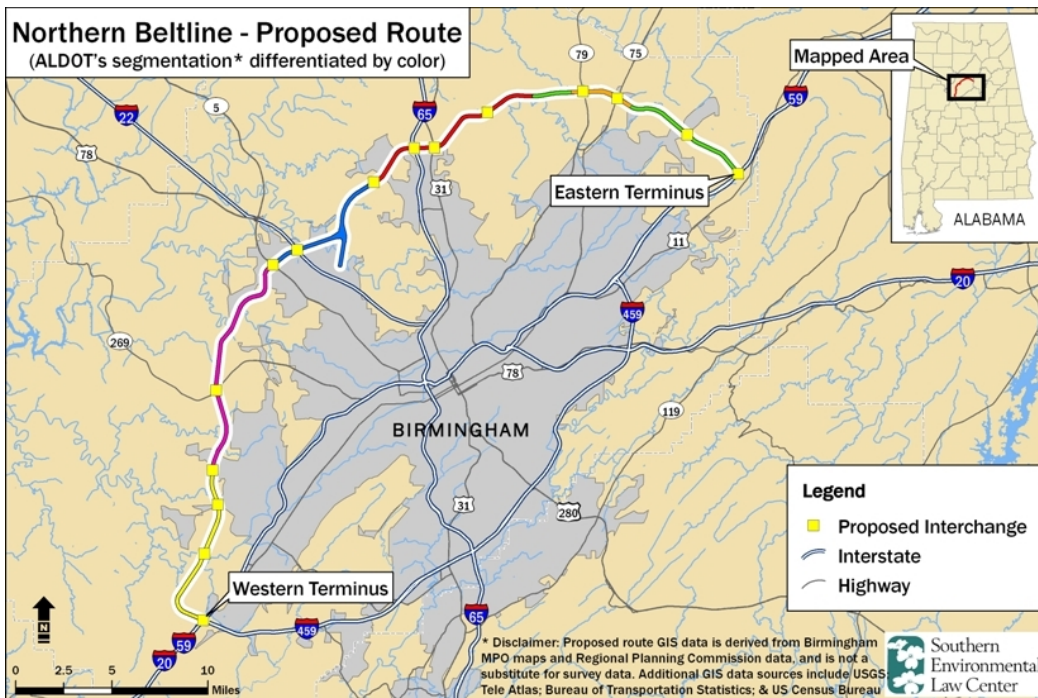 Northern Beltline - Proposed Route
(ALDOT's segmentation* differentiated by color)
79
75
Mapped Area
59
5
65
22
78
31
Eastern Terminus
11
ALABAMA
20
459
269
78
119
BIRMINGHAM
Legend
Proposed Interchange
Interstate
Highway
31
280
Western Terminus
N
59
20
459
65
0 2.5 5 10
Miles
* Disclaimer: Proposed route GIS data is derived from Birmingham
MPO maps and Regional Planning Commission data, and is not a
substitute for survey data. Additional GIS data sources include USGS;
Tele Atlas; Bureau of Transportation Statistics; & US Census Bureau
Southern
Environmental
Law Center